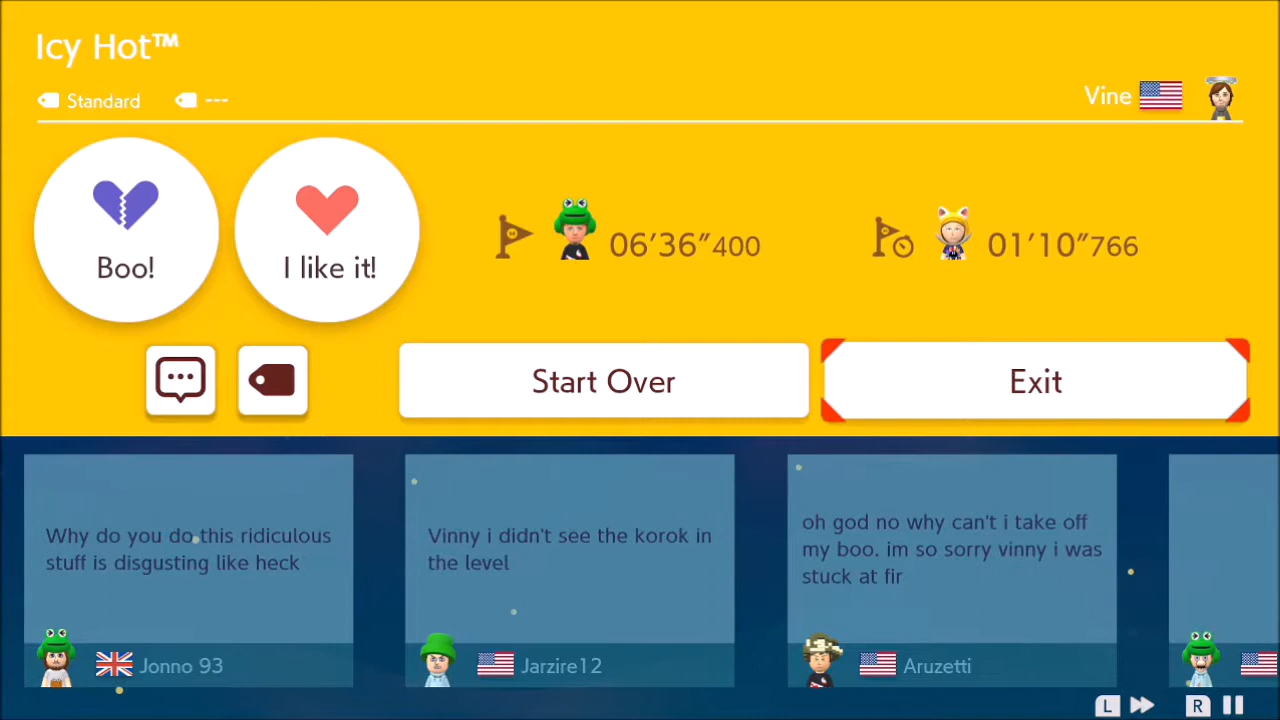 Icy Hot™
Standard
---
Vine
Boo!
I like it!
06'36"400
01'10"766
Start Over
Exit
Why do you do this ridiculous
stuff is disgusting like heck
Jonno 93
Vinny i didn't see the korok in
the level
Jarzire12
oh god no why can't i take off
my boo. im so sorry vinny i was
stuck at fir
Aruzetti
L
R